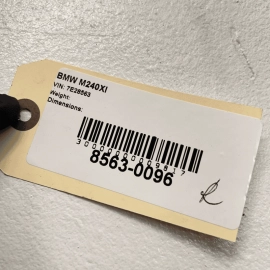 BMW M240XI
VIN: 7E28563
Weight:
Dimensions:
8563-0096
R